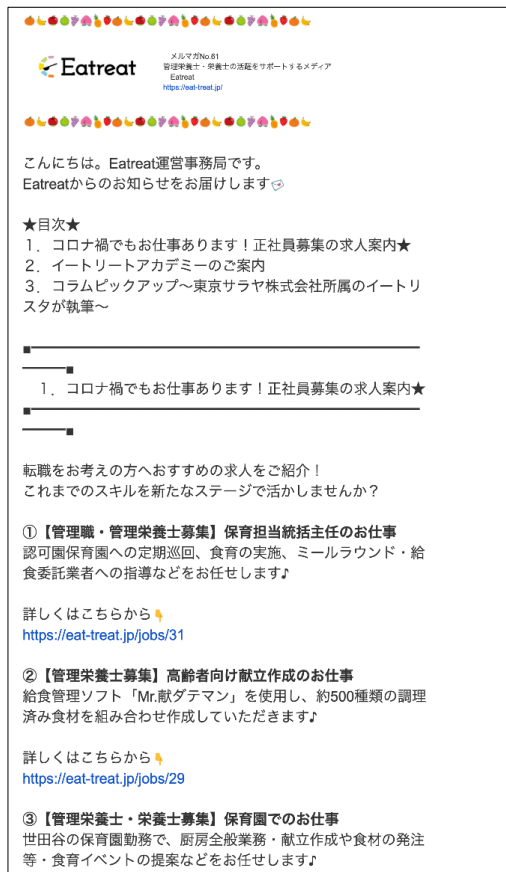 メルマガNo.61
管理栄養士・栄養士の活躍をサポートするメディア
Eatreat
Eatreat
https://eat-treat.jp/
こんにちは。Eatreat運営事務局です。
Eatreatからのお知らせをお届けします💌
★目次★
１．コロナ禍でもお仕事あります！正社員募集の求人案内★
２．イートリートアカデミーのご案内
３．コラムピックアップ～東京サラヤ株式会社所属のイートリ
スタが執筆～
■━━━━━━━━━━━━━━━━━━━━━━━━━━━
━━━■
１．コロナ禍でもお仕事あります！正社員募集の求人案内★
■━━━━━━━━━━━━━━━━━━━━━━━━━━━
━━━■
転職をお考えの方へおすすめの求人をご紹介！
これまでのスキルを新たなステージで活かしませんか？
①【管理職・管理栄養士募集】保育担当統括主任のお仕事
認可園保育園への定期巡回、食育の実施、ミールラウンド・給
食委託業者への指導などをお任せします♪
詳しくはこちらから👇
https://eat-treat.jp/jobs/31
②【管理栄養士募集】高齢者向け献立作成のお仕事
給食管理ソフト「Mr.献ダテマン」を使用し、約500種類の調理
済み食材を組み合わせ作成していただきます♪
詳しくはこちらから👇
https://eat-treat.jp/jobs/29
③【管理栄養士・栄養士募集】保育園でのお仕事
世田谷の保育園勤務で、厨房全般業務・献立作成や食材の発注
等・食育イベントの提案などをお任せします♪